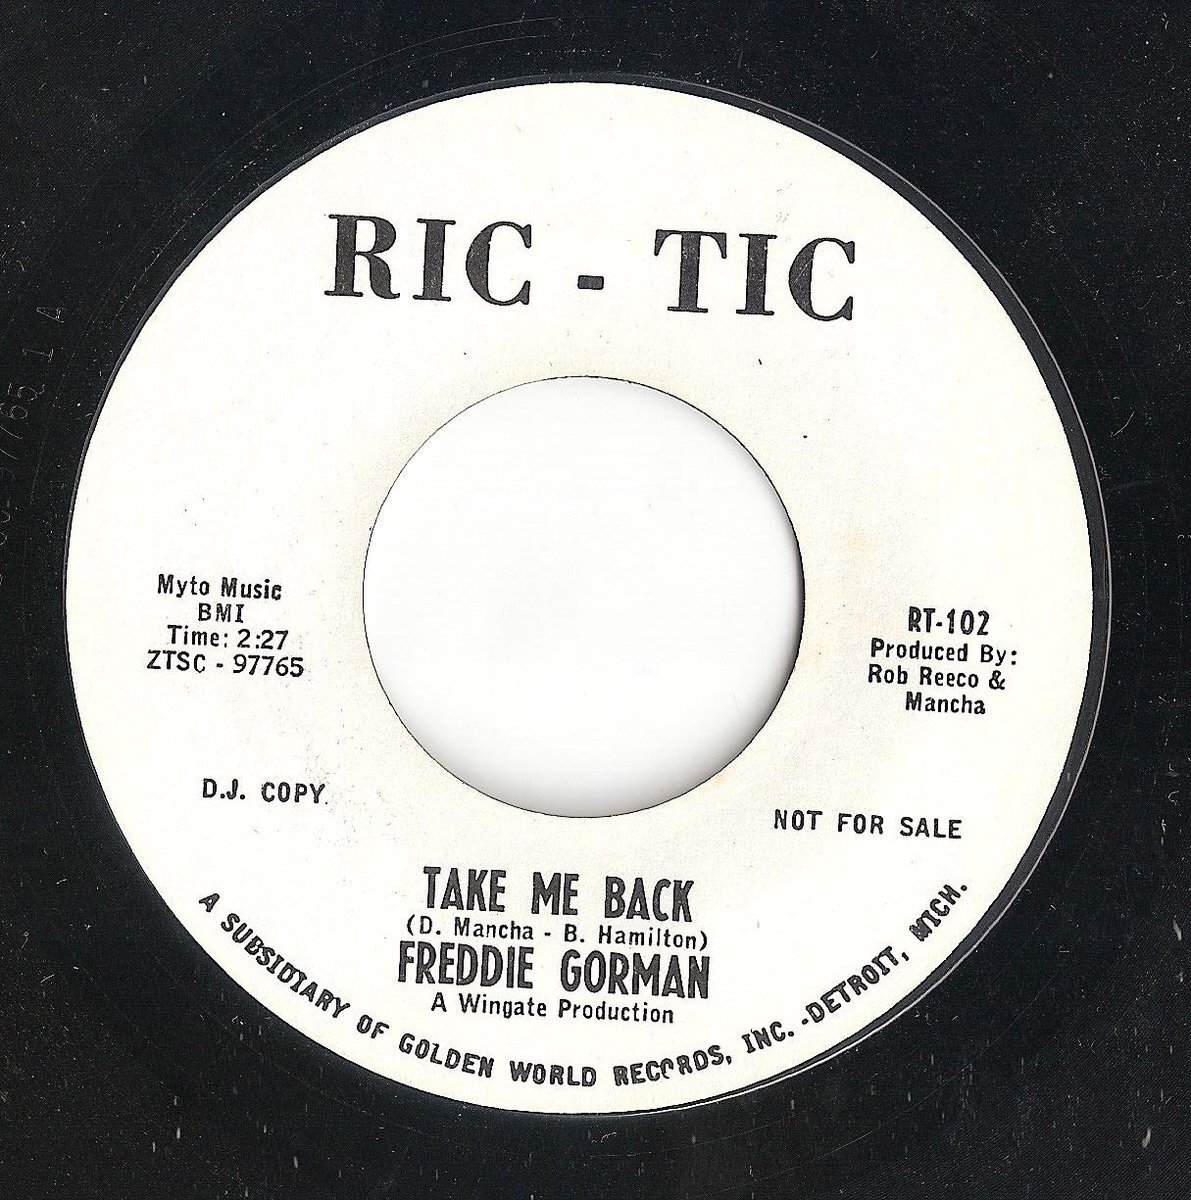 RIC - TIC
Myto Music
BMI
Time: 2:27
ZTSC - 97765
RT-102
Produced By:
Rob Reeco &
Mancha
D.J. COPY
NOT FOR SALE
TAKE ME BACK
(D. Mancha - B. Hamilton)
FREDDIE GORMAN
A Wingate Production
A SUBSIDIARY OF GOLDEN WORLD RECORDS, INC. - DETROIT, MICH.